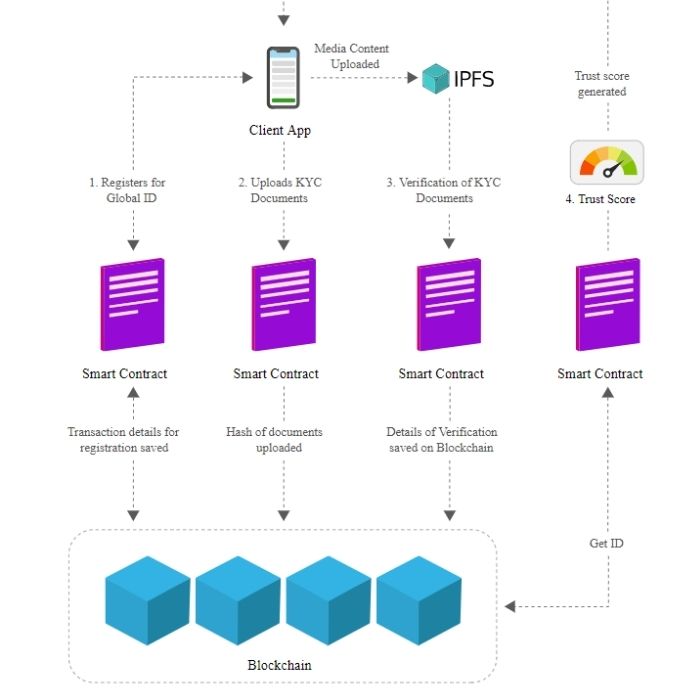 Media Content
Uploaded
IPFS
Client App
Trust score
generated
1. Registers for
Global ID
2. Uploads KYC
Documents
3. Verification of KYC
Documents
4. Trust Score
Smart Contract
Smart Contract
Smart Contract
Smart Contract
Transaction details for
registration saved
Hash of documents
uploaded
Details of Verification
saved on Blockchain
Get ID
Blockchain